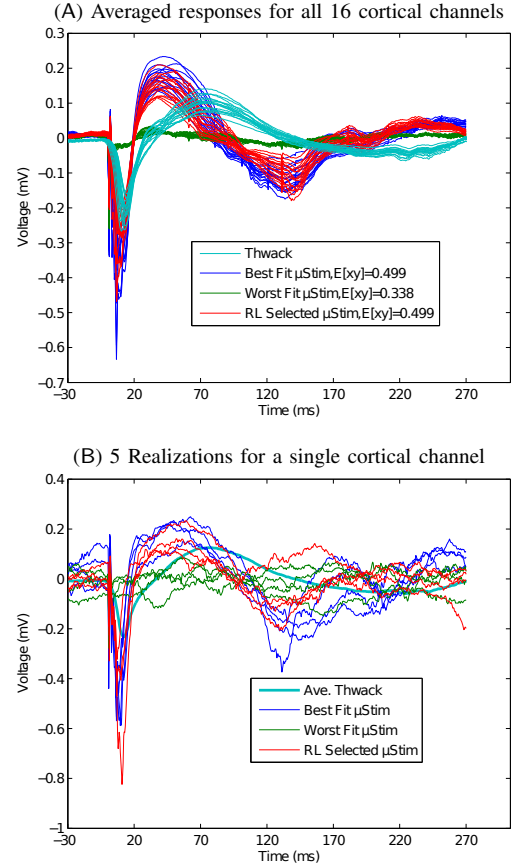 (A) Averaged responses for all 16 cortical channels
0.3
0.2
0.1
0
−0.1
−0.2
−0.3
−0.4
−0.5
−0.6
−0.7
Voltage (mV)
Thwack
Best Fit µStim,E[xy]=0.499
Worst Fit µStim,E[xy]=0.338
RL Selected µStim,E[xy]=0.499
−30 20 70 120 170 220 270
Time (ms)
(B) 5 Realizations for a single cortical channel
0.4
0.2
0
−0.2
−0.4
−0.6
−0.8
−1
Voltage (mV)
Ave. Thwack
Best Fit µStim
Worst Fit µStim
RL Selected µStim
−30 20 70 120 170 220 270
Time (ms)